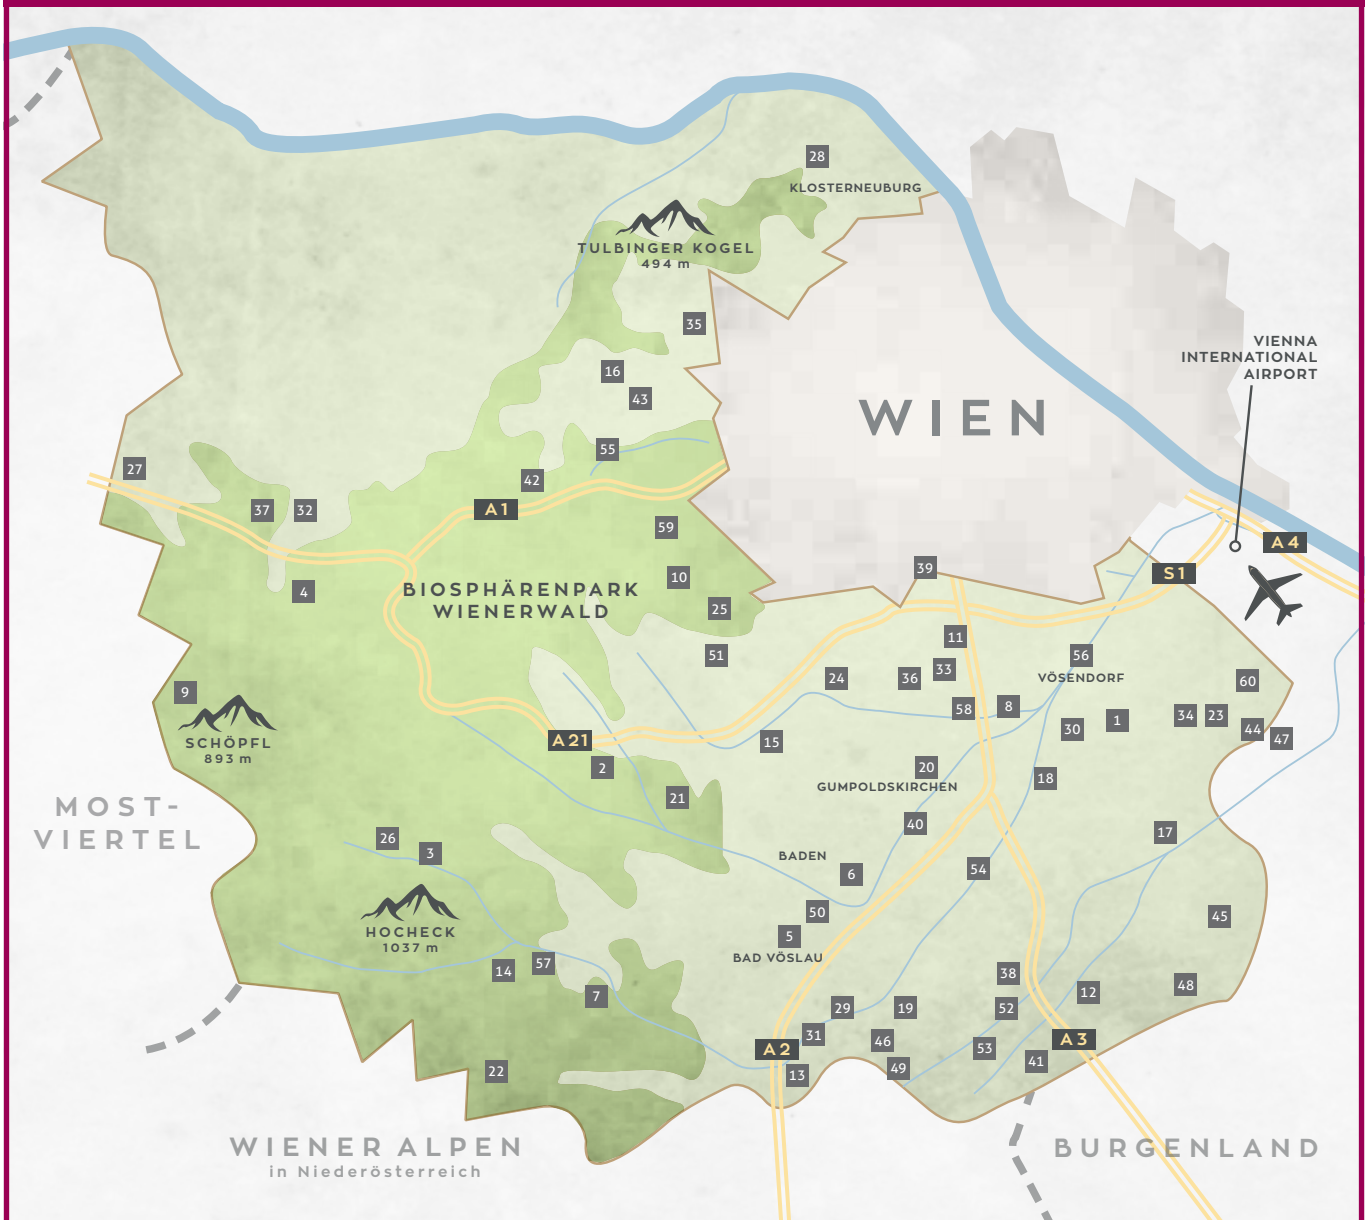 28
KLOSTERNEUBURG
TULBINGER KOGEL
494 m
35
VIENNA
INTERNATIONAL
AIRPORT
16
43
WIEN
55
27
42
37
32
A1
59
A4
39
S1
10
4
BIOSPHÄRENPARK
WIENERWALD
25
11
51
56
33
24
36
VÖSENDORF
60
9
58
8
1
34
23
30
44
47
SCHÖPFL
893 m
A21
15
2
20
18
GUMPOLDSKIRCHEN
21
MOST-
VIERTEL
40
17
26
3
BADEN
6
54
HOCHECK
1037 m
50
45
5
BAD VÖSLAU
57
14
38
48
12
7
29
19
52
31
46
A3
A2
53
41
49
13
22
WIENER ALPEN
in Niederösterreich
BURGENLAND